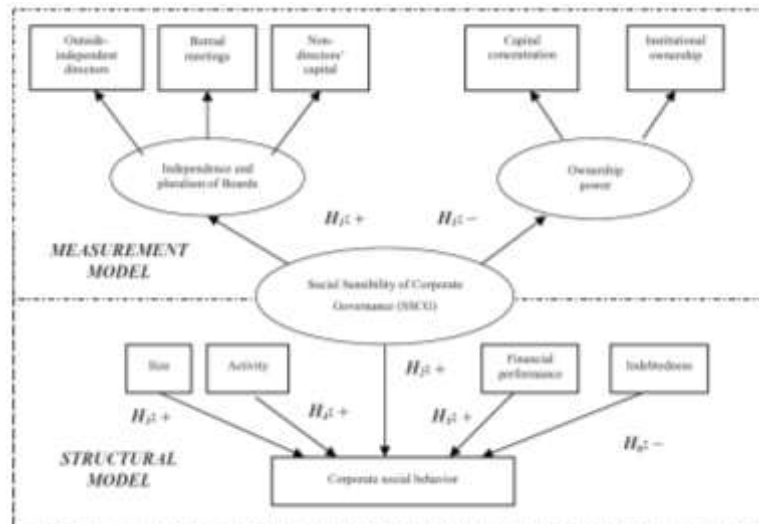 Outside-
independent
directors
meetings
Non-
directors'
capital
Capital
concentration
Institutional
ownership
Independence and
pluralism of Boards
Ownership
power
H₁: +
H₁: −
MEASUREMENT
MODEL
Social Sensibility of Corporate
Governance (SSCG)
Size
Activity
Financial
performance
Indebtedness
H₂: +
H₃: +
H₄: +
H₅: +
H₆: −
STRUCTURAL
MODEL
Corporate social behavior